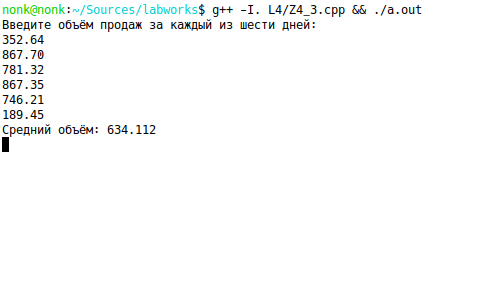 nonk@nonk:~/Sources/labworks$ g++ -I. L4/Z4_3.cpp && ./a.out
Введите объём продаж за каждый из шести дней:
352.64
867.70
781.32
867.35
746.21
189.45
Средний объём: 634.112